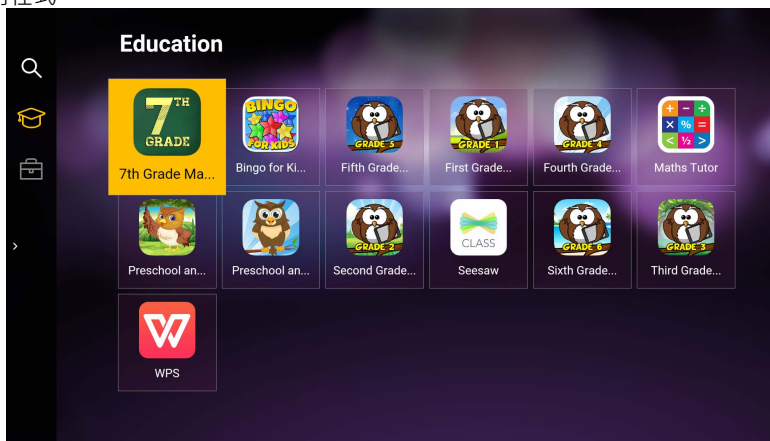 Education
7TH
GRADE
BINGO
FOR KIDS
GRADE 5
GRADE 1
GRADE 4
+ - ÷
× % =
< ½ >
7th Grade Ma...
Bingo for Ki...
Fifth Grade...
First Grade...
Fourth Grade...
Maths Tutor
GRADE 2
CLASS
GRADE 6
GRADE 3
Preschool an...
Preschool an...
Second Grade...
Seesaw
Sixth Grade...
Third Grade...
W
WPS